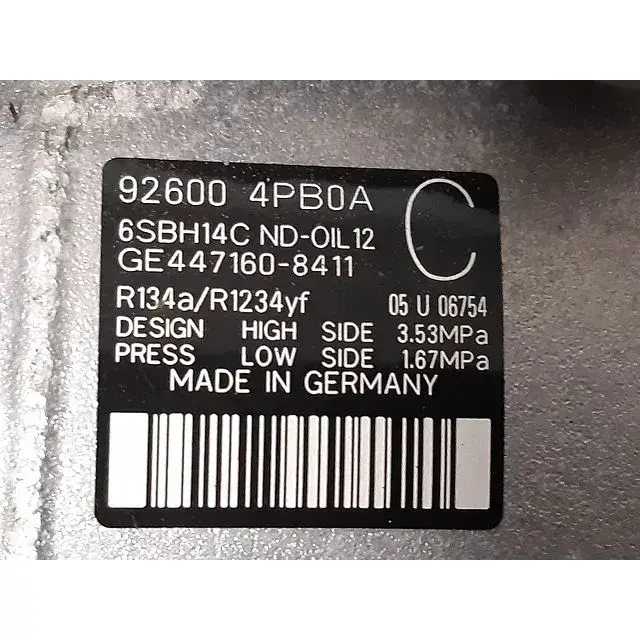 92600 4PB0A C
6SBH14C ND-OIL12
GE447160-8411
R134a/R1234yf 05 U 06754
DESIGN HIGH SIDE 3.53MPa
PRESS LOW SIDE 1.67MPa
MADE IN GERMANY